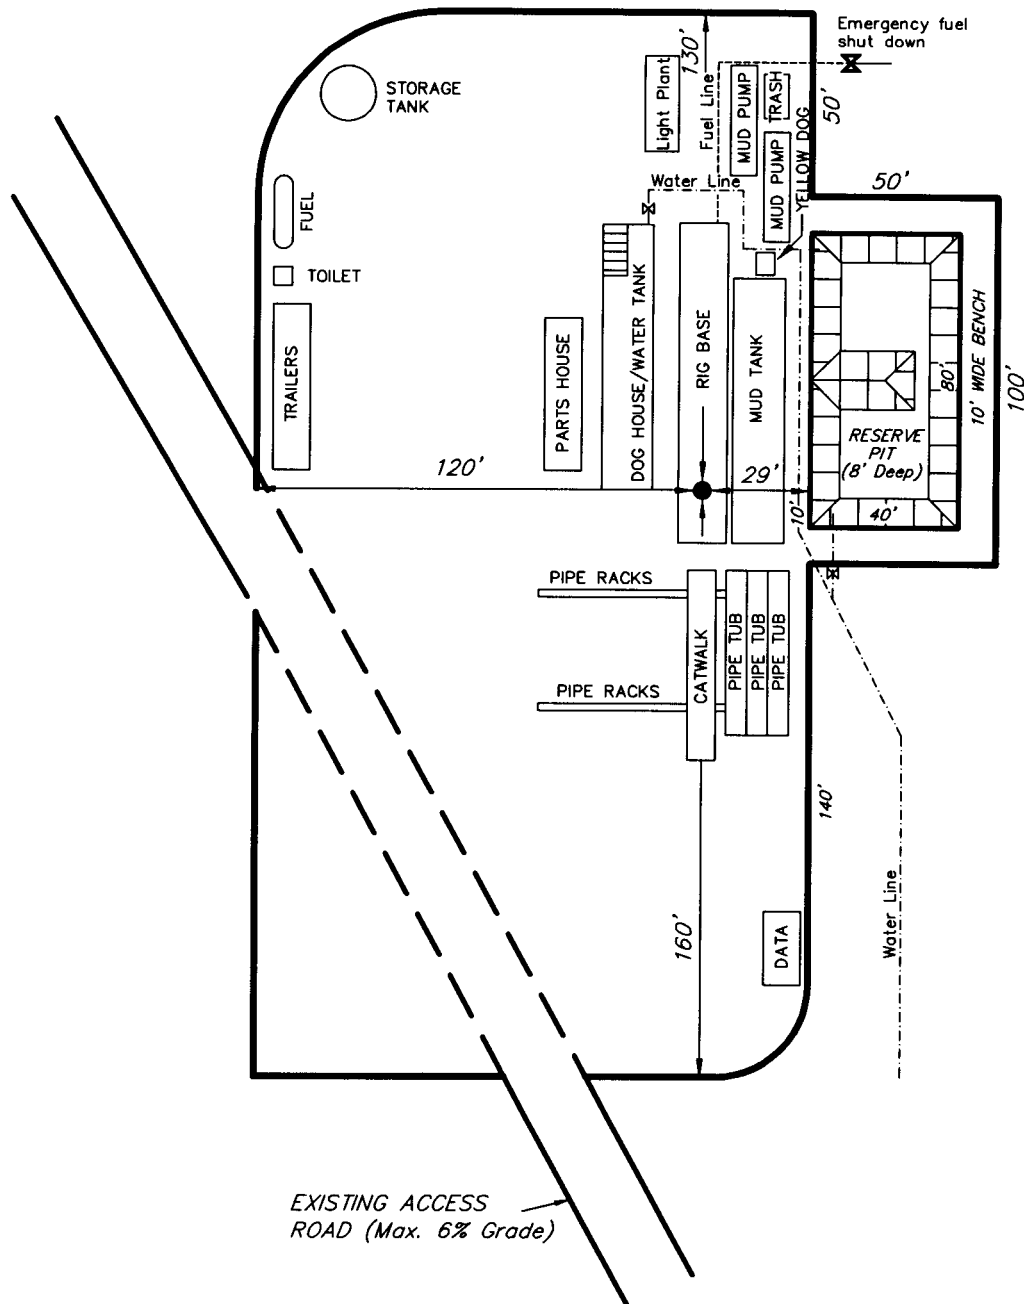 Emergency fuel
shut down
130'
50'
STORAGE
TANK
Light Plant
Fuel Line
MUD PUMP
TRASH
MUD PUMP
YELLOW DOG
Water Line
50'
FUEL
TOILET
TRAILERS
PARTS HOUSE
DOG HOUSE/WATER TANK
RIG BASE
MUD TANK
80'
10' WIDE BENCH
100'
RESERVE
PIT
(8' Deep)
120'
29'
10'
40'
PIPE RACKS
CATWALK
PIPE TUB
PIPE TUB
PIPE TUB
PIPE RACKS
140'
160'
DATA
Water Line
EXISTING ACCESS
ROAD (Max. 6% Grade)